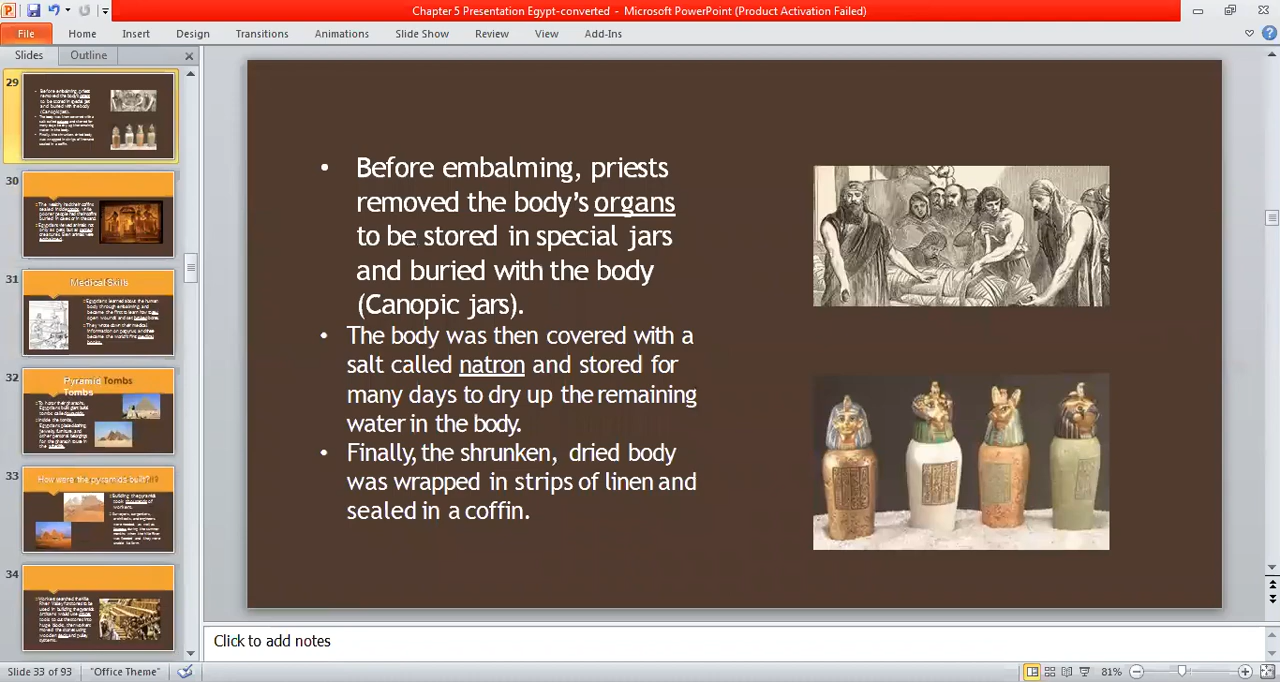 Chapter 5 Presentation Egypt-converted - Microsoft PowerPoint (Product Activation Failed)
File Home Insert Design Transitions Animations Slide Show Review View Add-Ins
Slides Outline
29
30
31
Medical Skills
32
Pyramid Tombs
Tombs
33
How were the pyramids built?
34
• Before embalming, priests
removed the body's organs
to be stored in special jars
and buried with the body
(Canopic jars).
• The body was then covered with a
salt called natron and stored for
many days to dry up the remaining
water in the body.
• Finally, the shrunken, dried body
was wrapped in strips of linen and
sealed in a coffin.
Click to add notes
Slide 33 of 93 "Office Theme" 81%